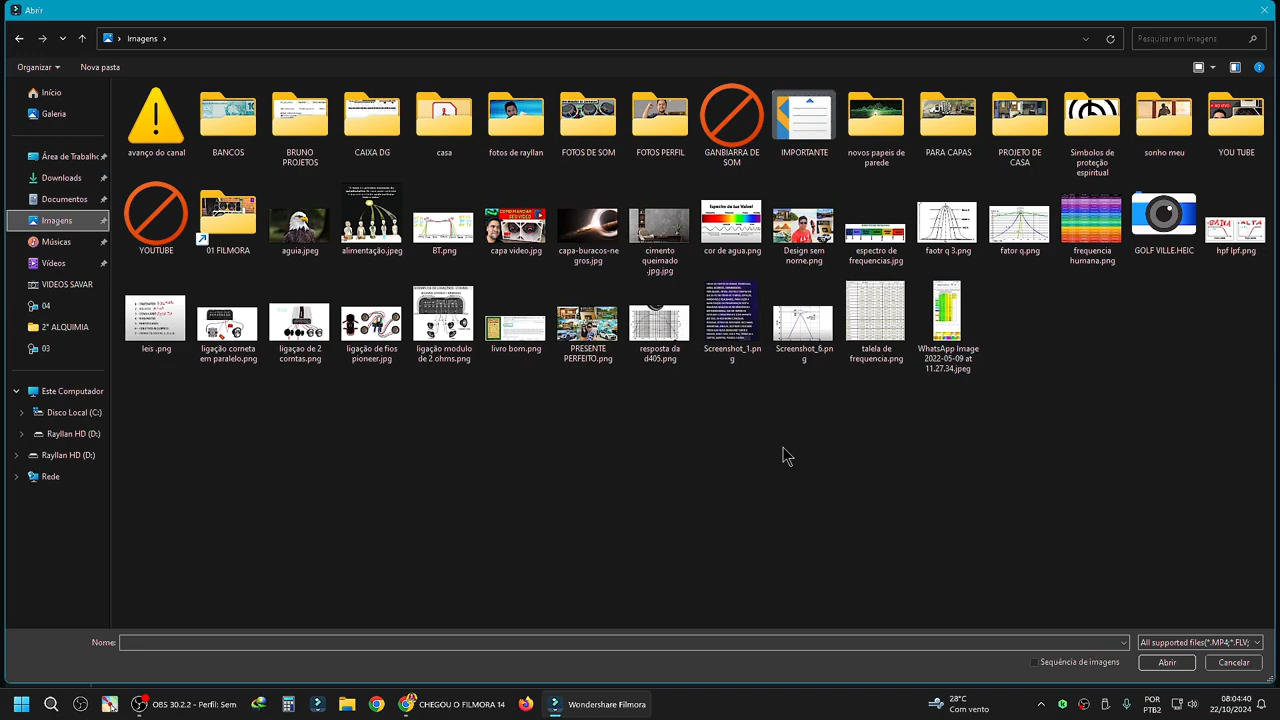 Abrir
Imagens
Pesquisar em Imagens
Organizar
Nova pasta
Início
Galeria
Área de Trabalho
Downloads
Documentos
Imagens
Músicas
Vídeos
VIDEOS SAVAR
ALQUIMIA
03
Este Computador
Disco Local (C:)
Rayllan HD (D:)
Rayllan HD (D:)
Rede
avanço do canal
BANCOS
BRUNO PROJETOS
CAIXA DG
casa
fotos de rayllan
FOTOS DE SOM
FOTOS PERFIL
GANBIARRA DE SOM
IMPORTANTE
novos papeis de parede
PARA CAPAS
PROJETO DE CASA
Simbolos de proteção espiritual
sonho meu
YOU TUBE
YOUTUBE
01 FILMORA
aguia.jpeg
alimentação.jpeg
BT.png
capa video.jpg
capa-buracos-negros.jpg
cimento queimado .jpg.jpg
cor de agua.png
Design sem nome.png
espectro de frequencias.jpg
faotr q 3.png
fator q.png
frequencia humana.png
GOLF VILLE.HEIC
hpf lpf.png
leis .png
ligação corneta em paralelo.png
ligaçao de 2 contas.png
ligação de fios pioneer.jpg
ligação modulo de 2 ohms.png
livro bom.png
PRESENTE PERFEITO.png
resposta da d405.png
Screenshot_1.png
Screenshot_6.png
talela de frequencia.png
WhatsApp Image 2022-05-09 at 11.27.34.jpeg
Nome:
All supported files(*.MP4;*.FLV;
Sequência de imagens
Abrir
Cancelar
OBS 30.2.2 - Perfil: Sem
CHEGOU O FILMORA 14
Wondershare Filmora
28°C
Com vento
POR
PTB2
08:04:40
22/10/2024